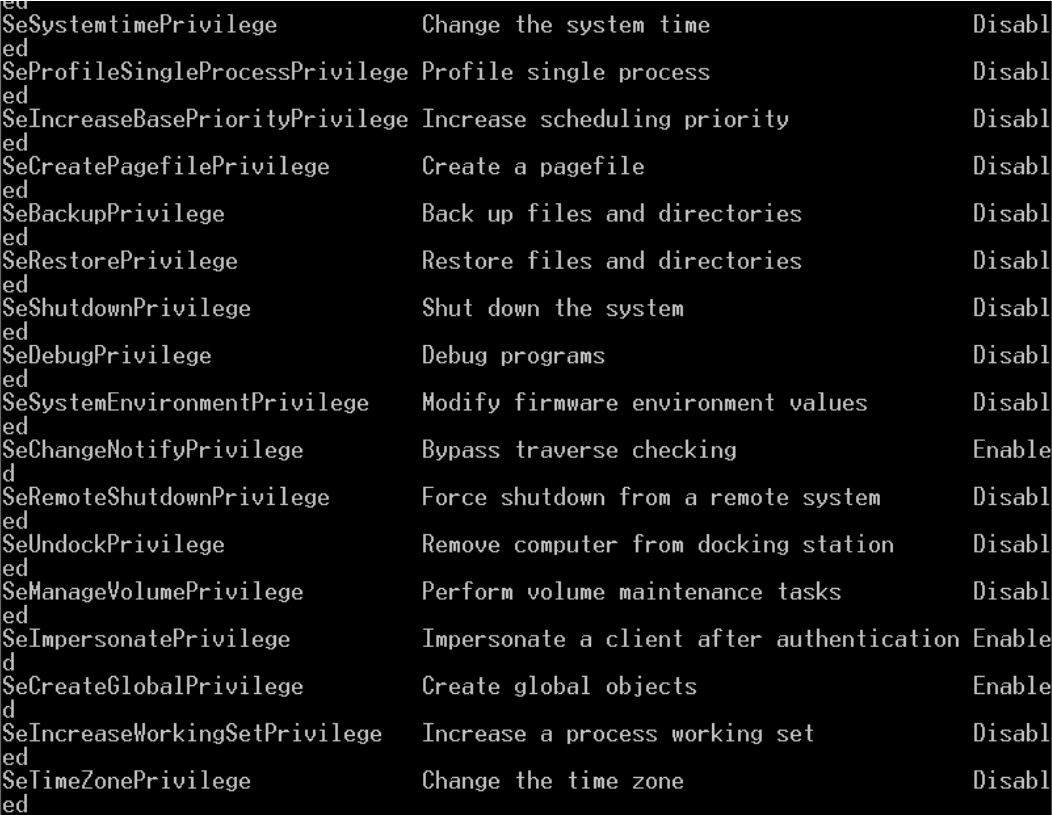 ed
SeSystemtimePrivilege Change the system time Disabl
ed
SeProfileSingleProcessPrivilege Profile single process Disabl
ed
SeIncreaseBasePriorityPrivilege Increase scheduling priority Disabl
ed
SeCreatePagefilePrivilege Create a pagefile Disabl
ed
SeBackupPrivilege Back up files and directories Disabl
ed
SeRestorePrivilege Restore files and directories Disabl
ed
SeShutdownPrivilege Shut down the system Disabl
ed
SeDebugPrivilege Debug programs Disabl
ed
SeSystemEnvironmentPrivilege Modify firmware environment values Disabl
ed
SeChangeNotifyPrivilege Bypass traverse checking Enable
d
SeRemoteShutdownPrivilege Force shutdown from a remote system Disabl
ed
SeUndockPrivilege Remove computer from docking station Disabl
ed
SeManageVolumePrivilege Perform volume maintenance tasks Disabl
ed
SeImpersonatePrivilege Impersonate a client after authentication Enable
d
SeCreateGlobalPrivilege Create global objects Enable
d
SeIncreaseWorkingSetPrivilege Increase a process working set Disabl
ed
SeTimeZonePrivilege Change the time zone Disabl
ed